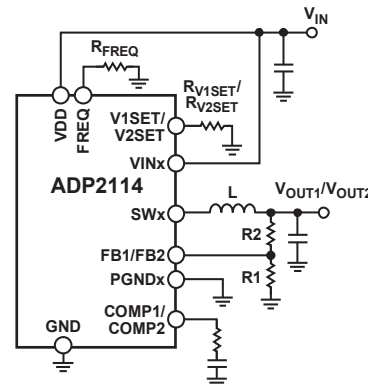 VIN
RFREQ
RV1SET/
RV2SET
VDD
FREQ
V1SET/
V2SET
VINx
ADP2114
SWx
L
VOUT1/VOUT2
R2
FB1/FB2
R1
PGNDx
COMP1/
COMP2
GND